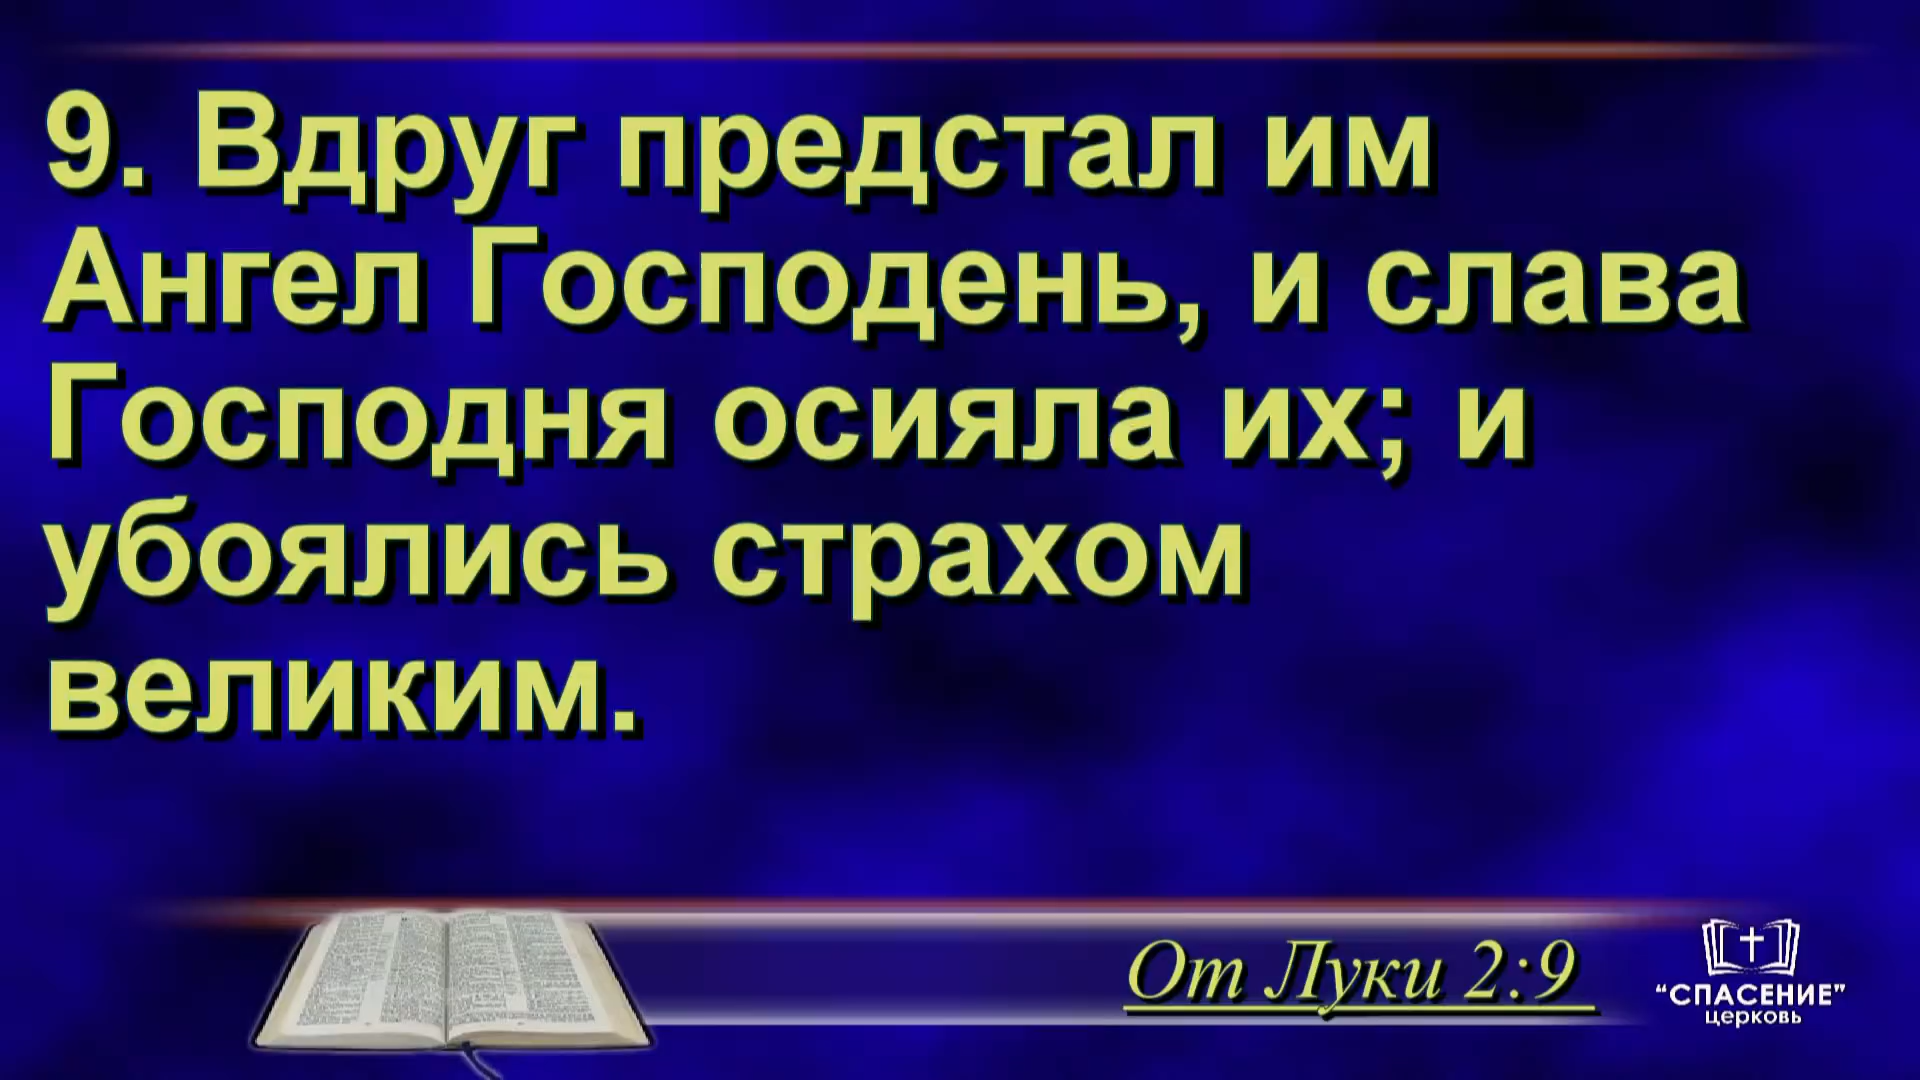 9. Вдруг предстал им
Ангел Господень, и слава
Господня осияла их; и
убоялись страхом
великим.
От Луки 2:9
“СПАСЕНИЕ”
церковь